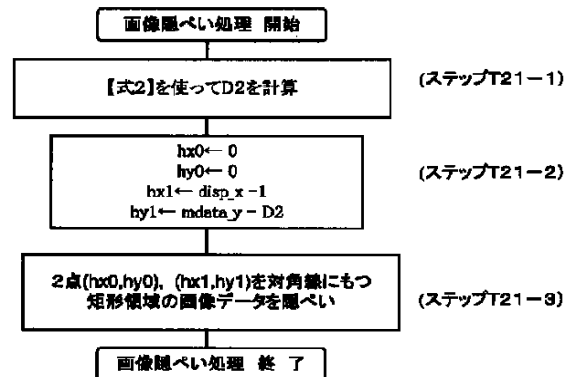 画像隠ぺい処理 開始
【式2】を使ってD2を計算
(ステップT21-1)
hx0← 0
hy0← 0
hx1← disp_x -1
hy1← mdata_y - D2
(ステップT21-2)
2点(hx0,hy0), (hx1,hy1)を対角線にもつ
矩形領域の画像データを隠ぺい
(ステップT21-3)
画像隠ぺい処理 終 了